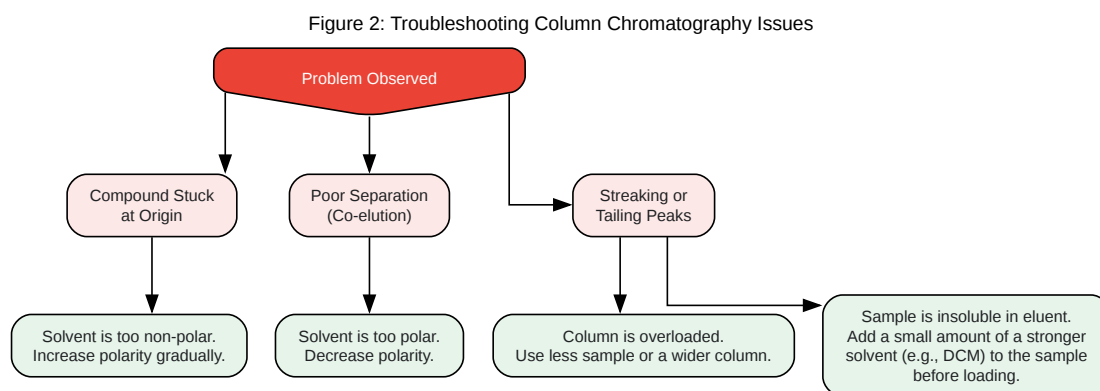 Figure 2: Troubleshooting Column Chromatography Issues
Problem Observed
Compound Stuck
at Origin
Poor Separation
(Co-elution)
Streaking or
Tailing Peaks
Solvent is too non-polar.
Increase polarity gradually.
Solvent is too polar.
Decrease polarity.
Column is overloaded.
Use less sample or a wider column.
Sample is insoluble in eluent.
Add a small amount of a stronger
solvent (e.g., DCM) to the sample
before loading.